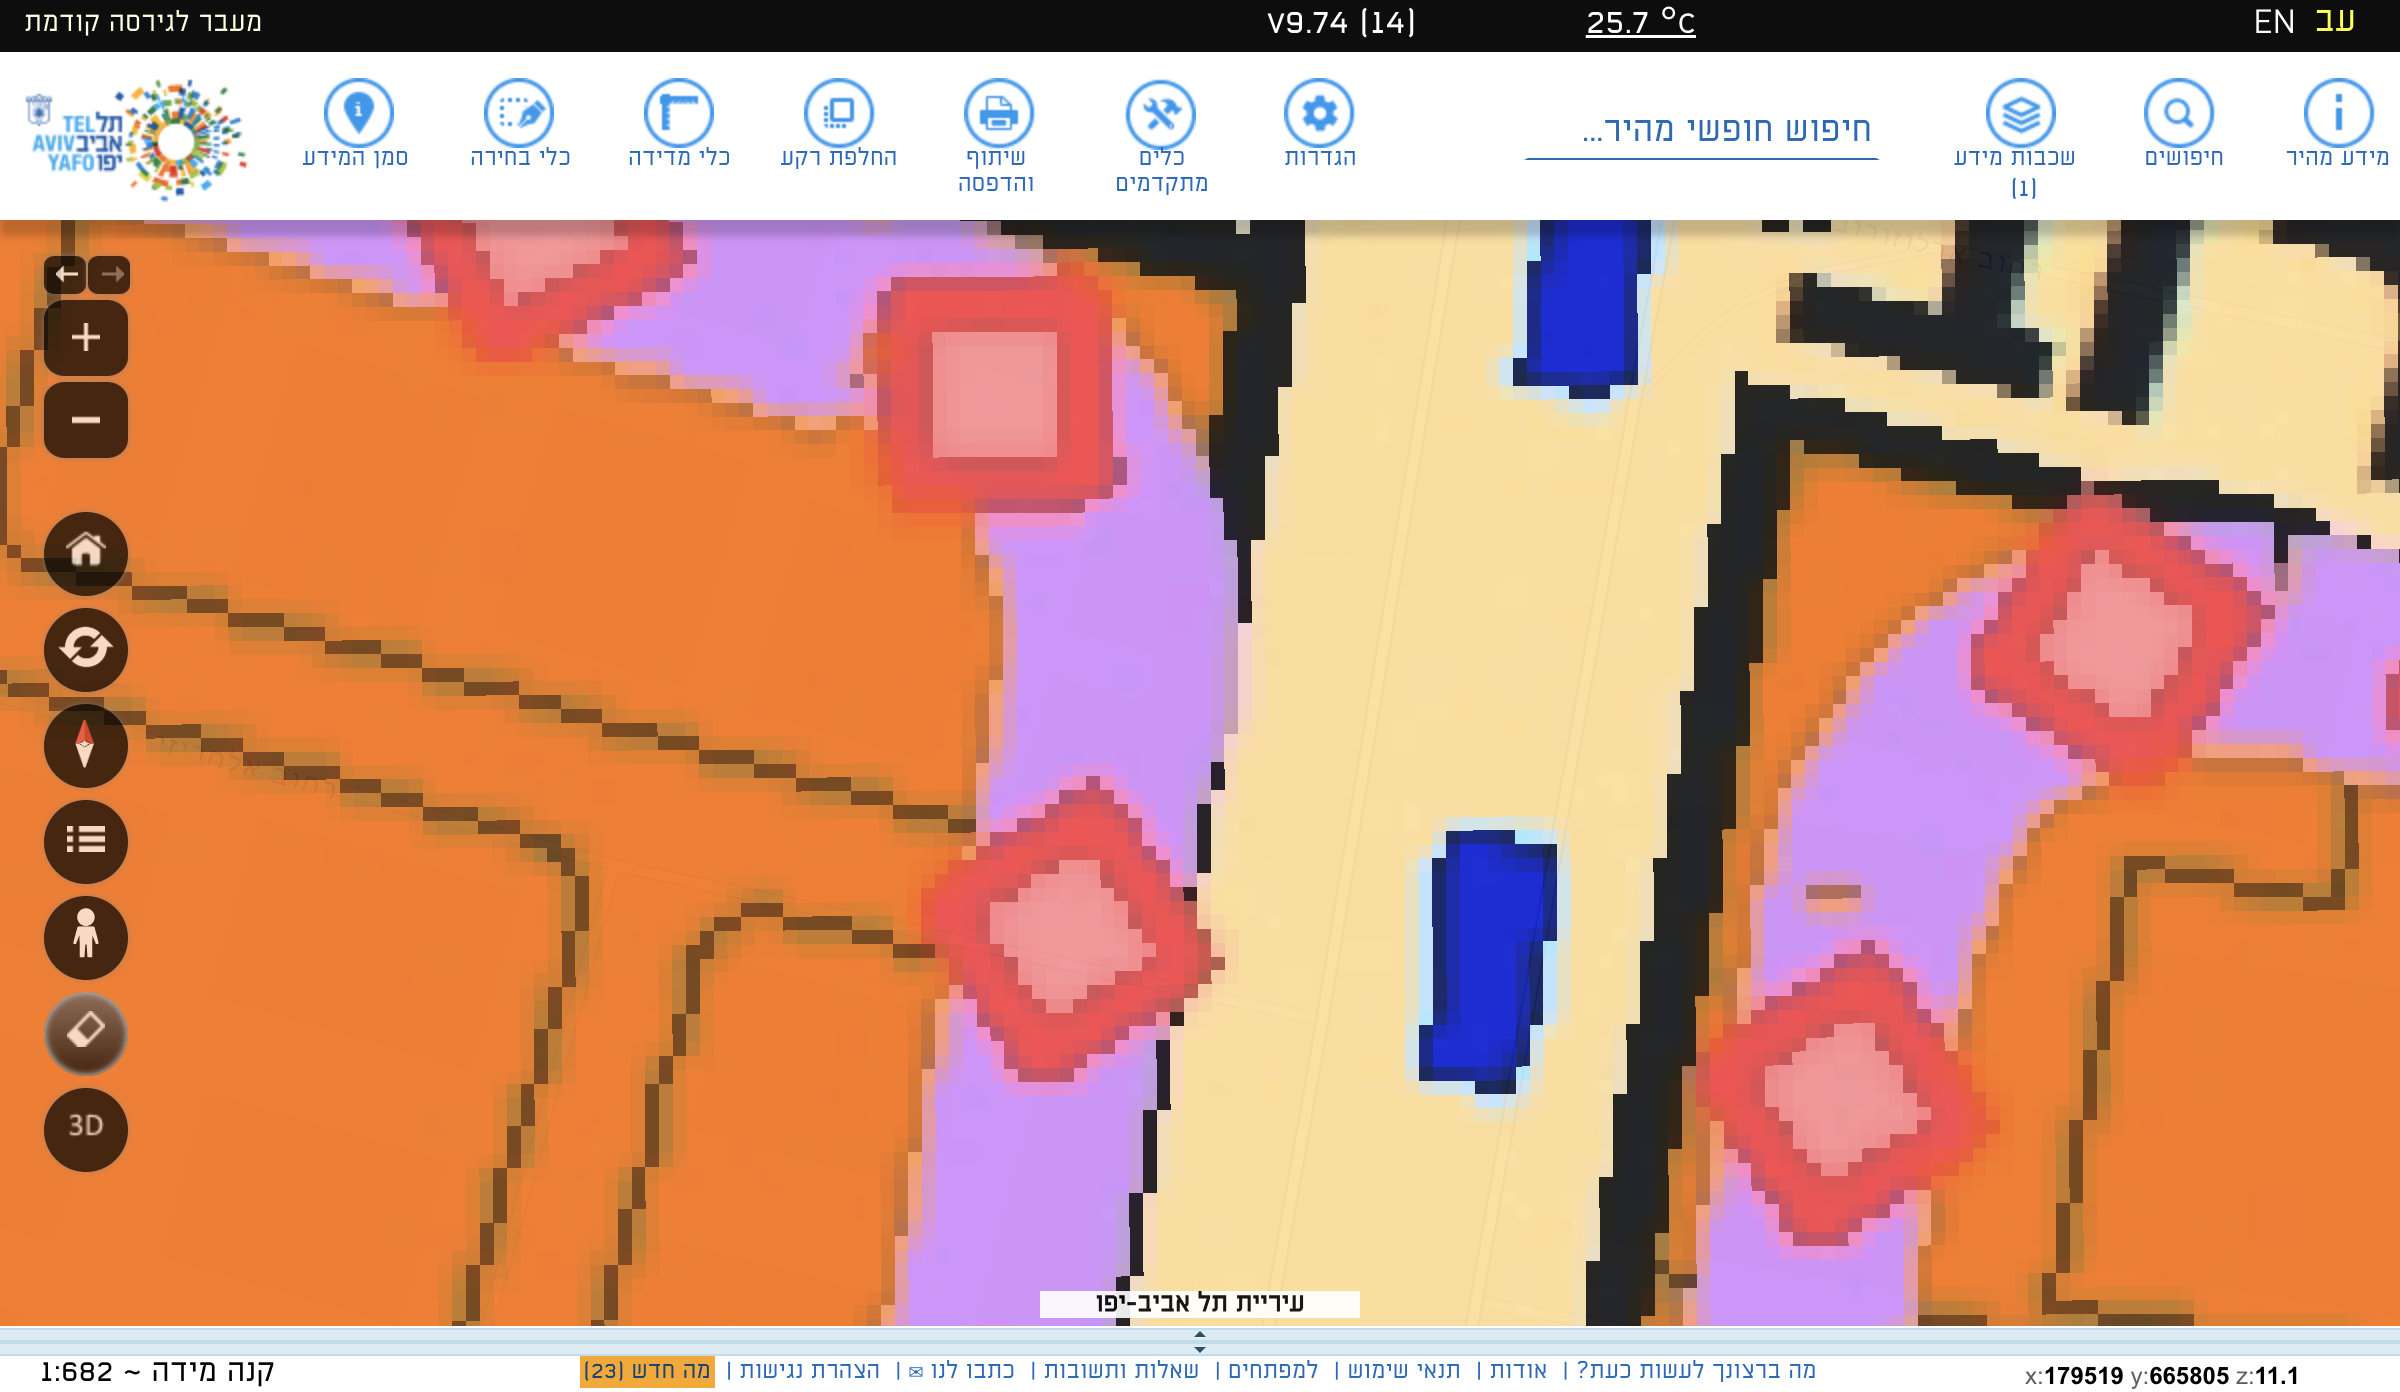 עב EN
25.7 °C
V9.74 (14)
מעבר לגירסה קודמת
מידע מהיר
חיפושים
שכבות מידע
(1)
חיפוש חופשי מהיר...
הגדרות
כלים
מתקדמים
שיתוף
והדפסה
החלפת רקע
כלי מדידה
כלי בחירה
סמן המידע
TEL תל
AVIV אביב
YAFO יפו
רחוב אלחריזי
3D
עיריית תל אביב-יפו
x:179519 y:665805 z:11.1
מה ברצונך לעשות כעת? | אודות | תנאי שימוש | למפתחים | שאלות ותשובות | כתבו לנו ✉ | הצהרת נגישות | מה חדש (23)
קנה מידה ~ 1:682